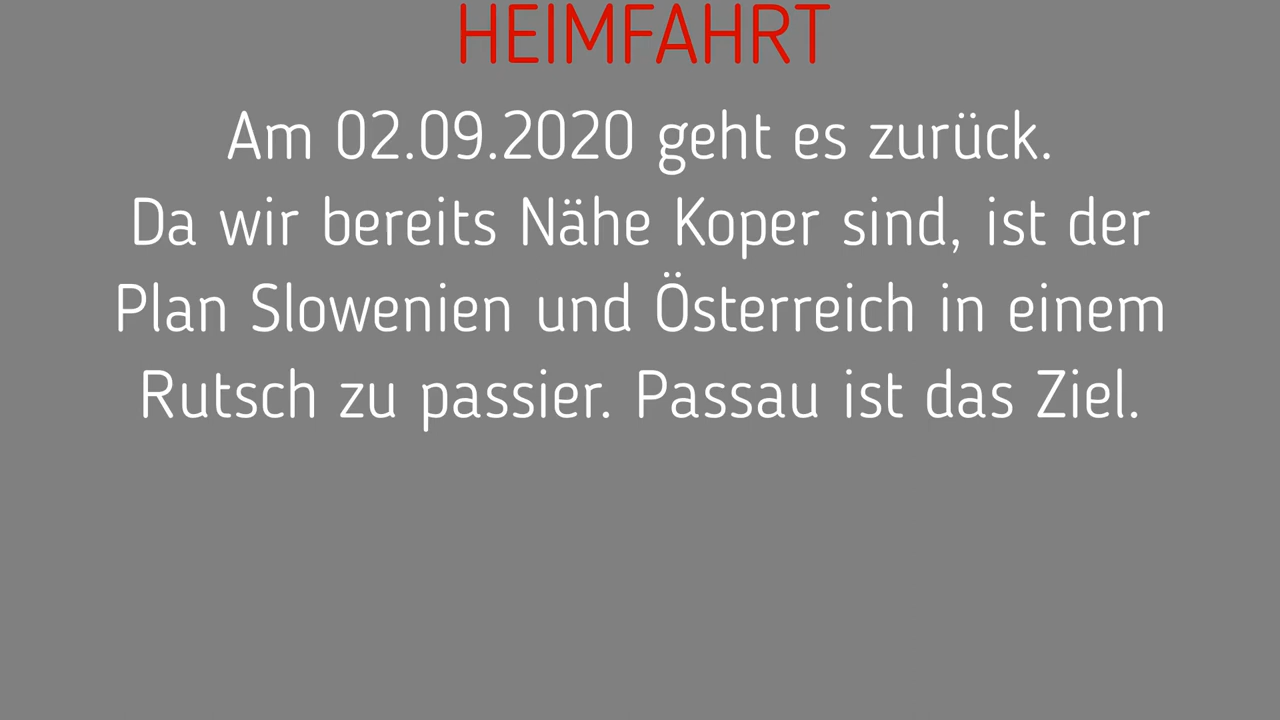 HEIMFAHRT
Am 02.09.2020 geht es zurück.
Da wir bereits Nähe Koper sind, ist der
Plan Slowenien und Österreich in einem
Rutsch zu passier. Passau ist das Ziel.